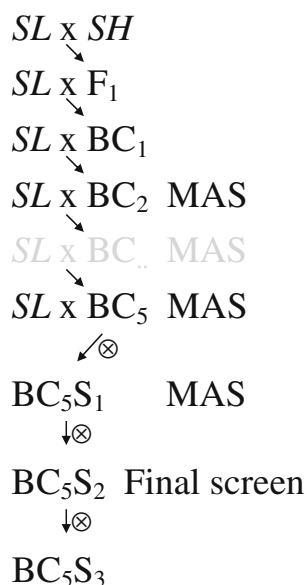 SL x SH
SL x F₁
SL x BC₁
SL x BC₂ MAS
SL x BC.. MAS
SL x BC₅ MAS
⊗
BC₅S₁ MAS
⊗
BC₅S₂ Final screen
⊗
BC₅S₃